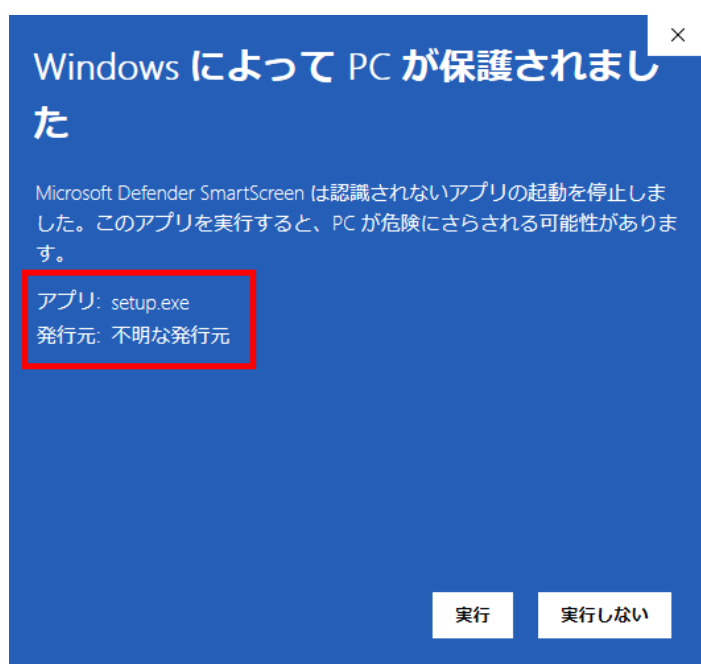 Windows によって PC が保護されまし
た
Microsoft Defender SmartScreen は認識されないアプリの起動を停止しま
した。このアプリを実行すると、PC が危険にさらされる可能性がありま
す。
アプリ: setup.exe
発行元: 不明な発行元
実行 実行しない